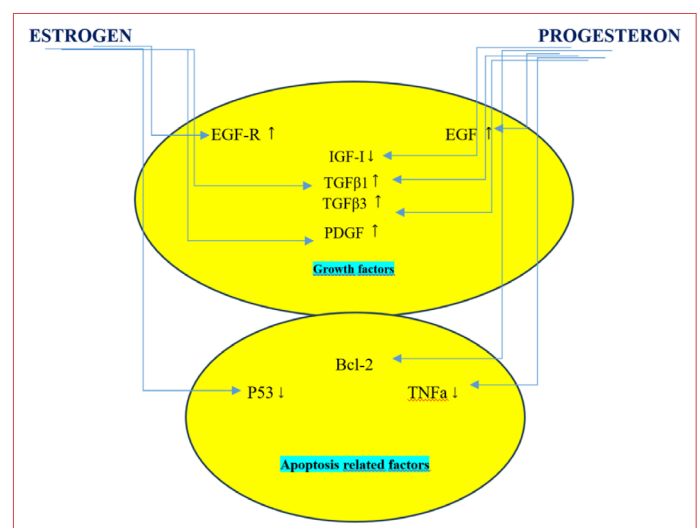 ESTROGEN PROGESTERON
EGF-R ↑ EGF ↑
IGF-I ↓
TGFβ1 ↑
TGFβ3 ↑
PDGF ↑
Growth factors
Bcl-2
P53 ↓ TNFa ↓
Apoptosis related factors